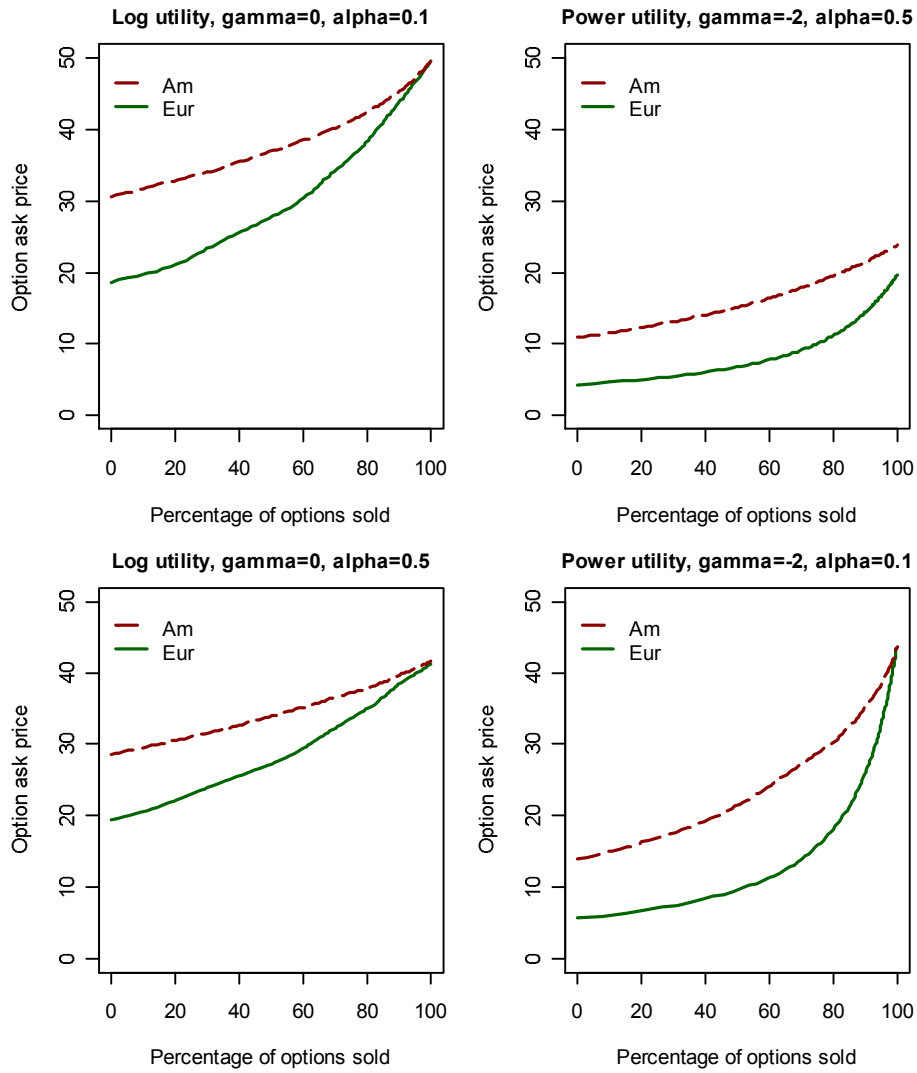 Log utility, gamma=0, alpha=0.1
50
40
30
20
10
0
Option ask price
Am
Eur
0 20 40 60 80 100
Percentage of options sold
Power utility, gamma=-2, alpha=0.5
50
40
30
20
10
0
Option ask price
Am
Eur
0 20 40 60 80 100
Percentage of options sold
Log utility, gamma=0, alpha=0.5
50
40
30
20
10
0
Option ask price
Am
Eur
0 20 40 60 80 100
Percentage of options sold
Power utility, gamma=-2, alpha=0.1
50
40
30
20
10
0
Option ask price
Am
Eur
0 20 40 60 80 100
Percentage of options sold